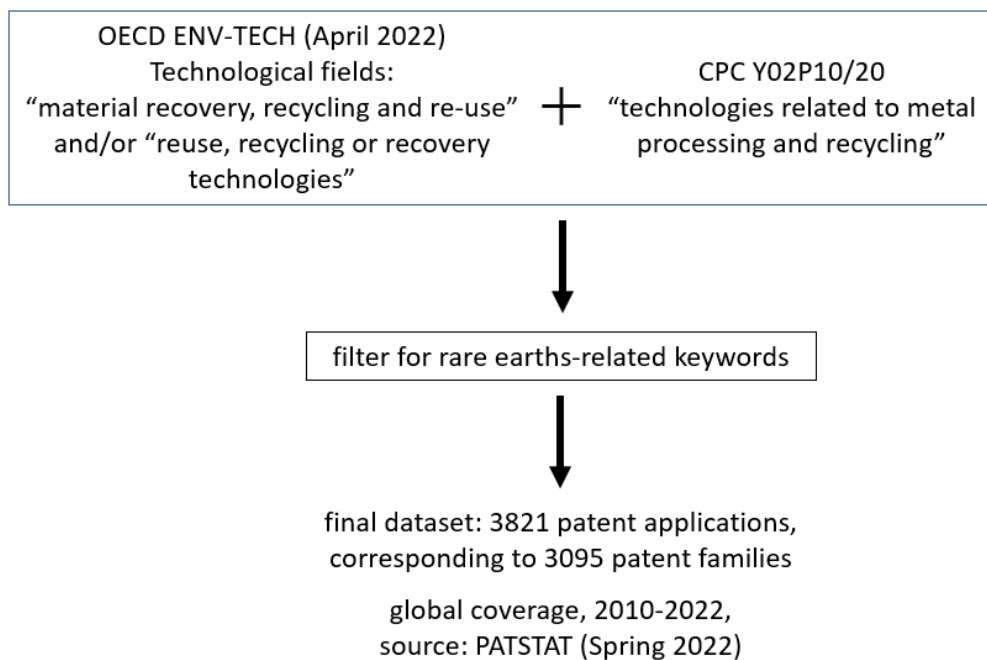 OECD ENV-TECH (April 2022)
Technological fields:
“material recovery, recycling and re-use”
and/or “reuse, recycling or recovery
technologies”
+
CPC Y02P10/20
“technologies related to metal
processing and recycling”
filter for rare earths-related keywords
final dataset: 3821 patent applications,
corresponding to 3095 patent families
global coverage, 2010-2022,
source: PATSTAT (Spring 2022)